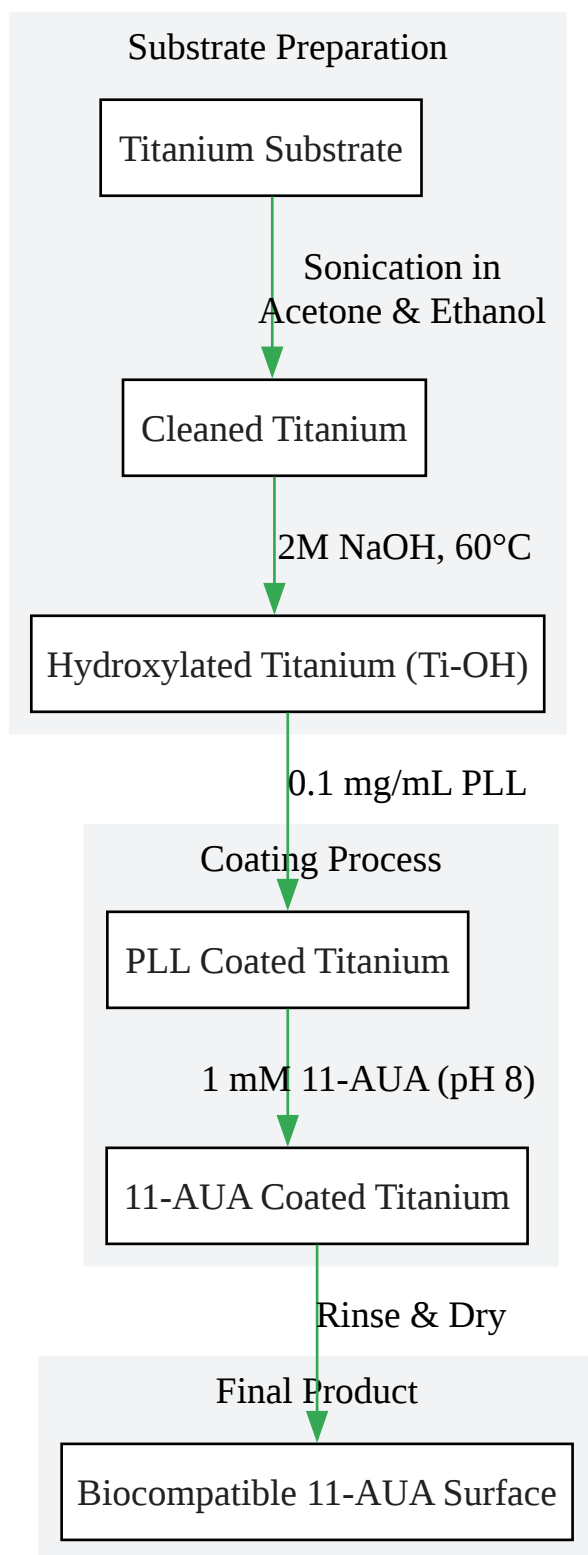 Substrate Preparation
Titanium Substrate
Sonication in
Acetone & Ethanol
Cleaned Titanium
2M NaOH, 60°C
Hydroxylated Titanium (Ti-OH)
0.1 mg/mL PLL
Coating Process
PLL Coated Titanium
1 mM 11-AUA (pH 8)
11-AUA Coated Titanium
Rinse & Dry
Final Product
Biocompatible 11-AUA Surface